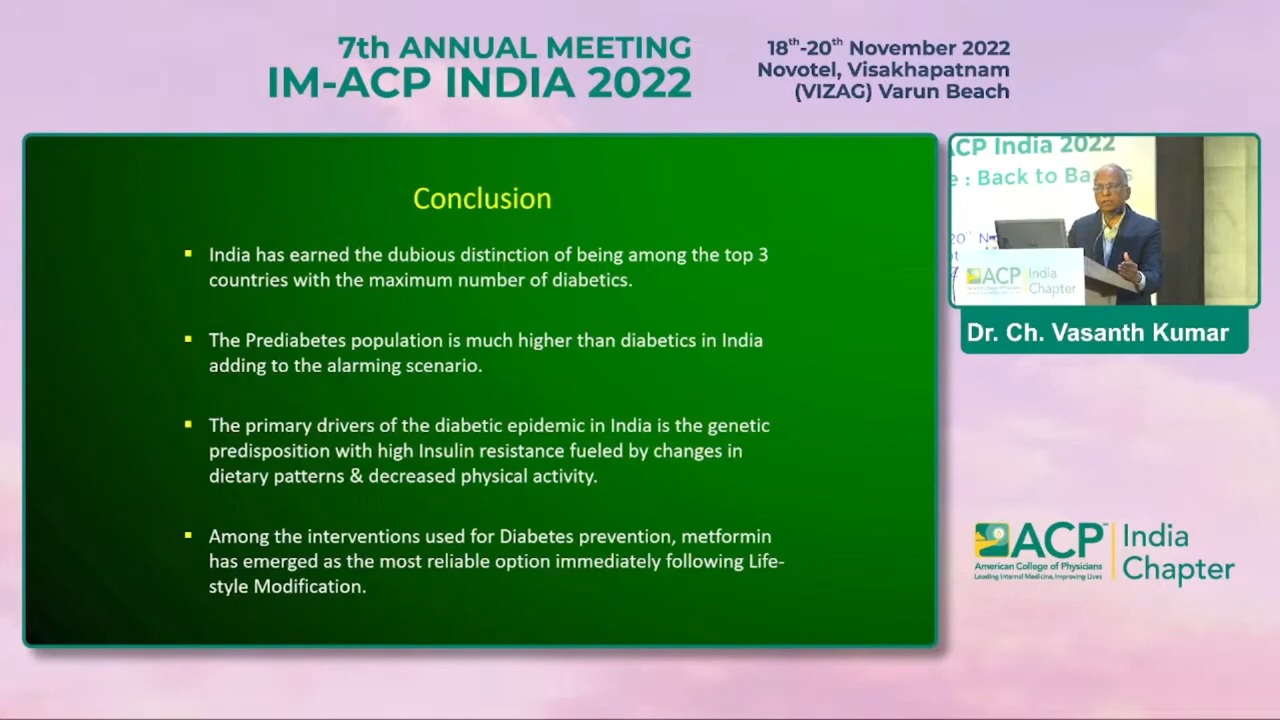 7th ANNUAL MEETING
IM-ACP INDIA 2022
18th-20th November 2022
Novotel, Visakhapatnam
(VIZAG) Varun Beach
Conclusion
▪ India has earned the dubious distinction of being among the top 3
countries with the maximum number of diabetics.
▪ The Prediabetes population is much higher than diabetics in India
adding to the alarming scenario.
▪ The primary drivers of the diabetic epidemic in India is the genetic
predisposition with high Insulin resistance fueled by changes in
dietary patterns & decreased physical activity.
▪ Among the interventions used for Diabetes prevention, metformin
has emerged as the most reliable option immediately following Life-
style Modification.
ACP India 2022
: Back to
ACP India
Chapter
Dr. Ch. Vasanth Kumar
ACP™
American College of Physicians
Leading Internal Medicine, Improving Lives
India
Chapter